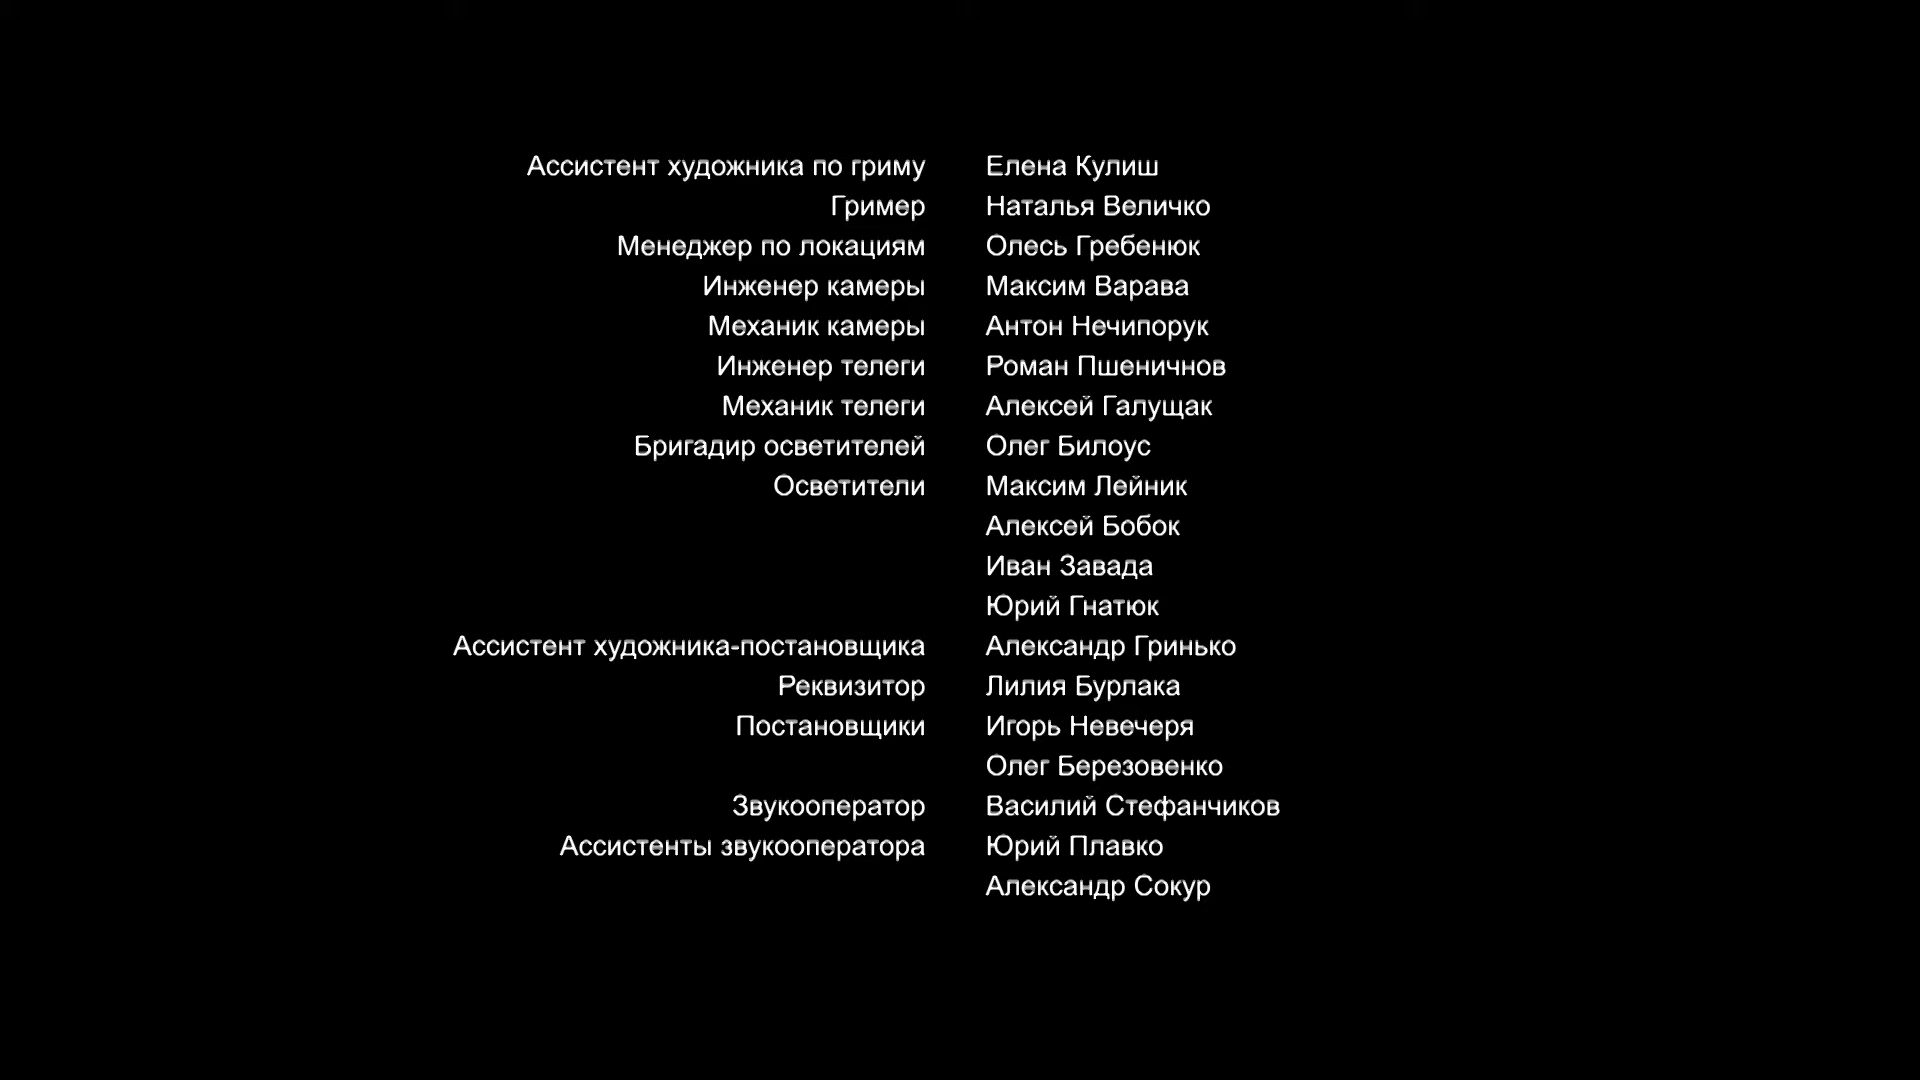 Ассистент художника по гриму Елена Кулиш
Гример Наталья Величко
Менеджер по локациям Олесь Гребенюк
Инженер камеры Максим Варава
Механик камеры Антон Нечипорук
Инженер телеги Роман Пшеничнов
Механик телеги Алексей Галущак
Бригадир осветителей Олег Билоус
Осветители Максим Лейник
Алексей Бобок
Иван Завада
Юрий Гнатюк
Ассистент художника-постановщика Александр Гринько
Реквизитор Лилия Бурлака
Постановщики Игорь Невечеря
Олег Березовенко
Звукооператор Василий Стефанчиков
Ассистенты звукооператора Юрий Плавко
Александр Сокур